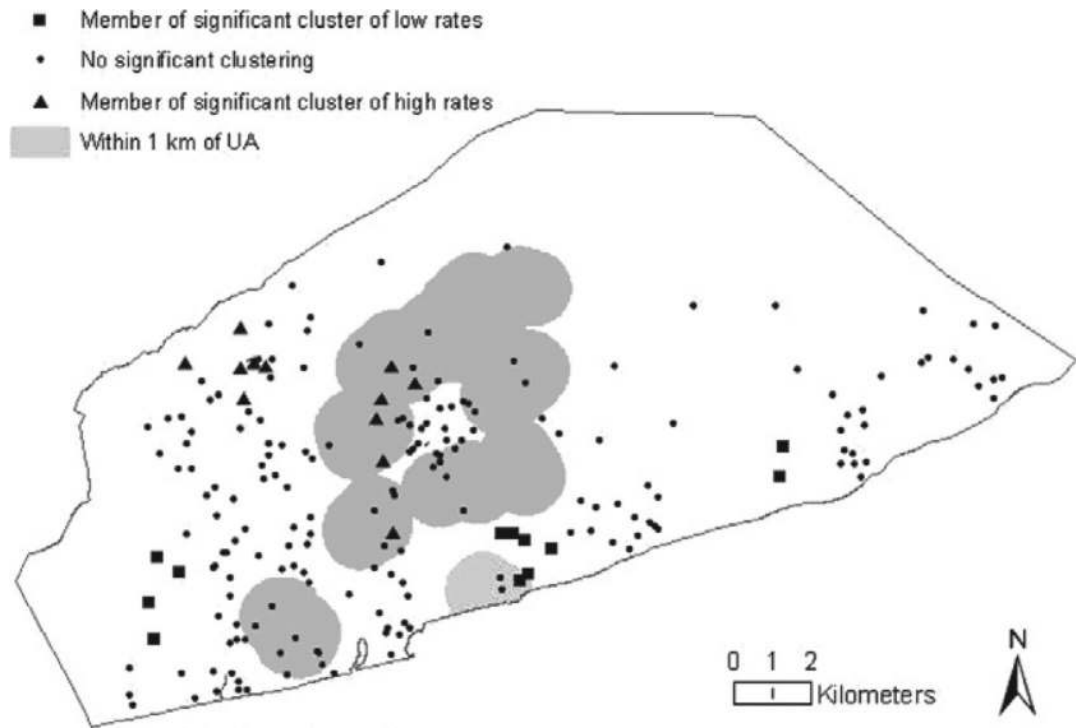 Member of significant cluster of low rates
No significant clustering
Member of significant cluster of high rates
Within 1 km of UA
N
0 1 2
Kilometers